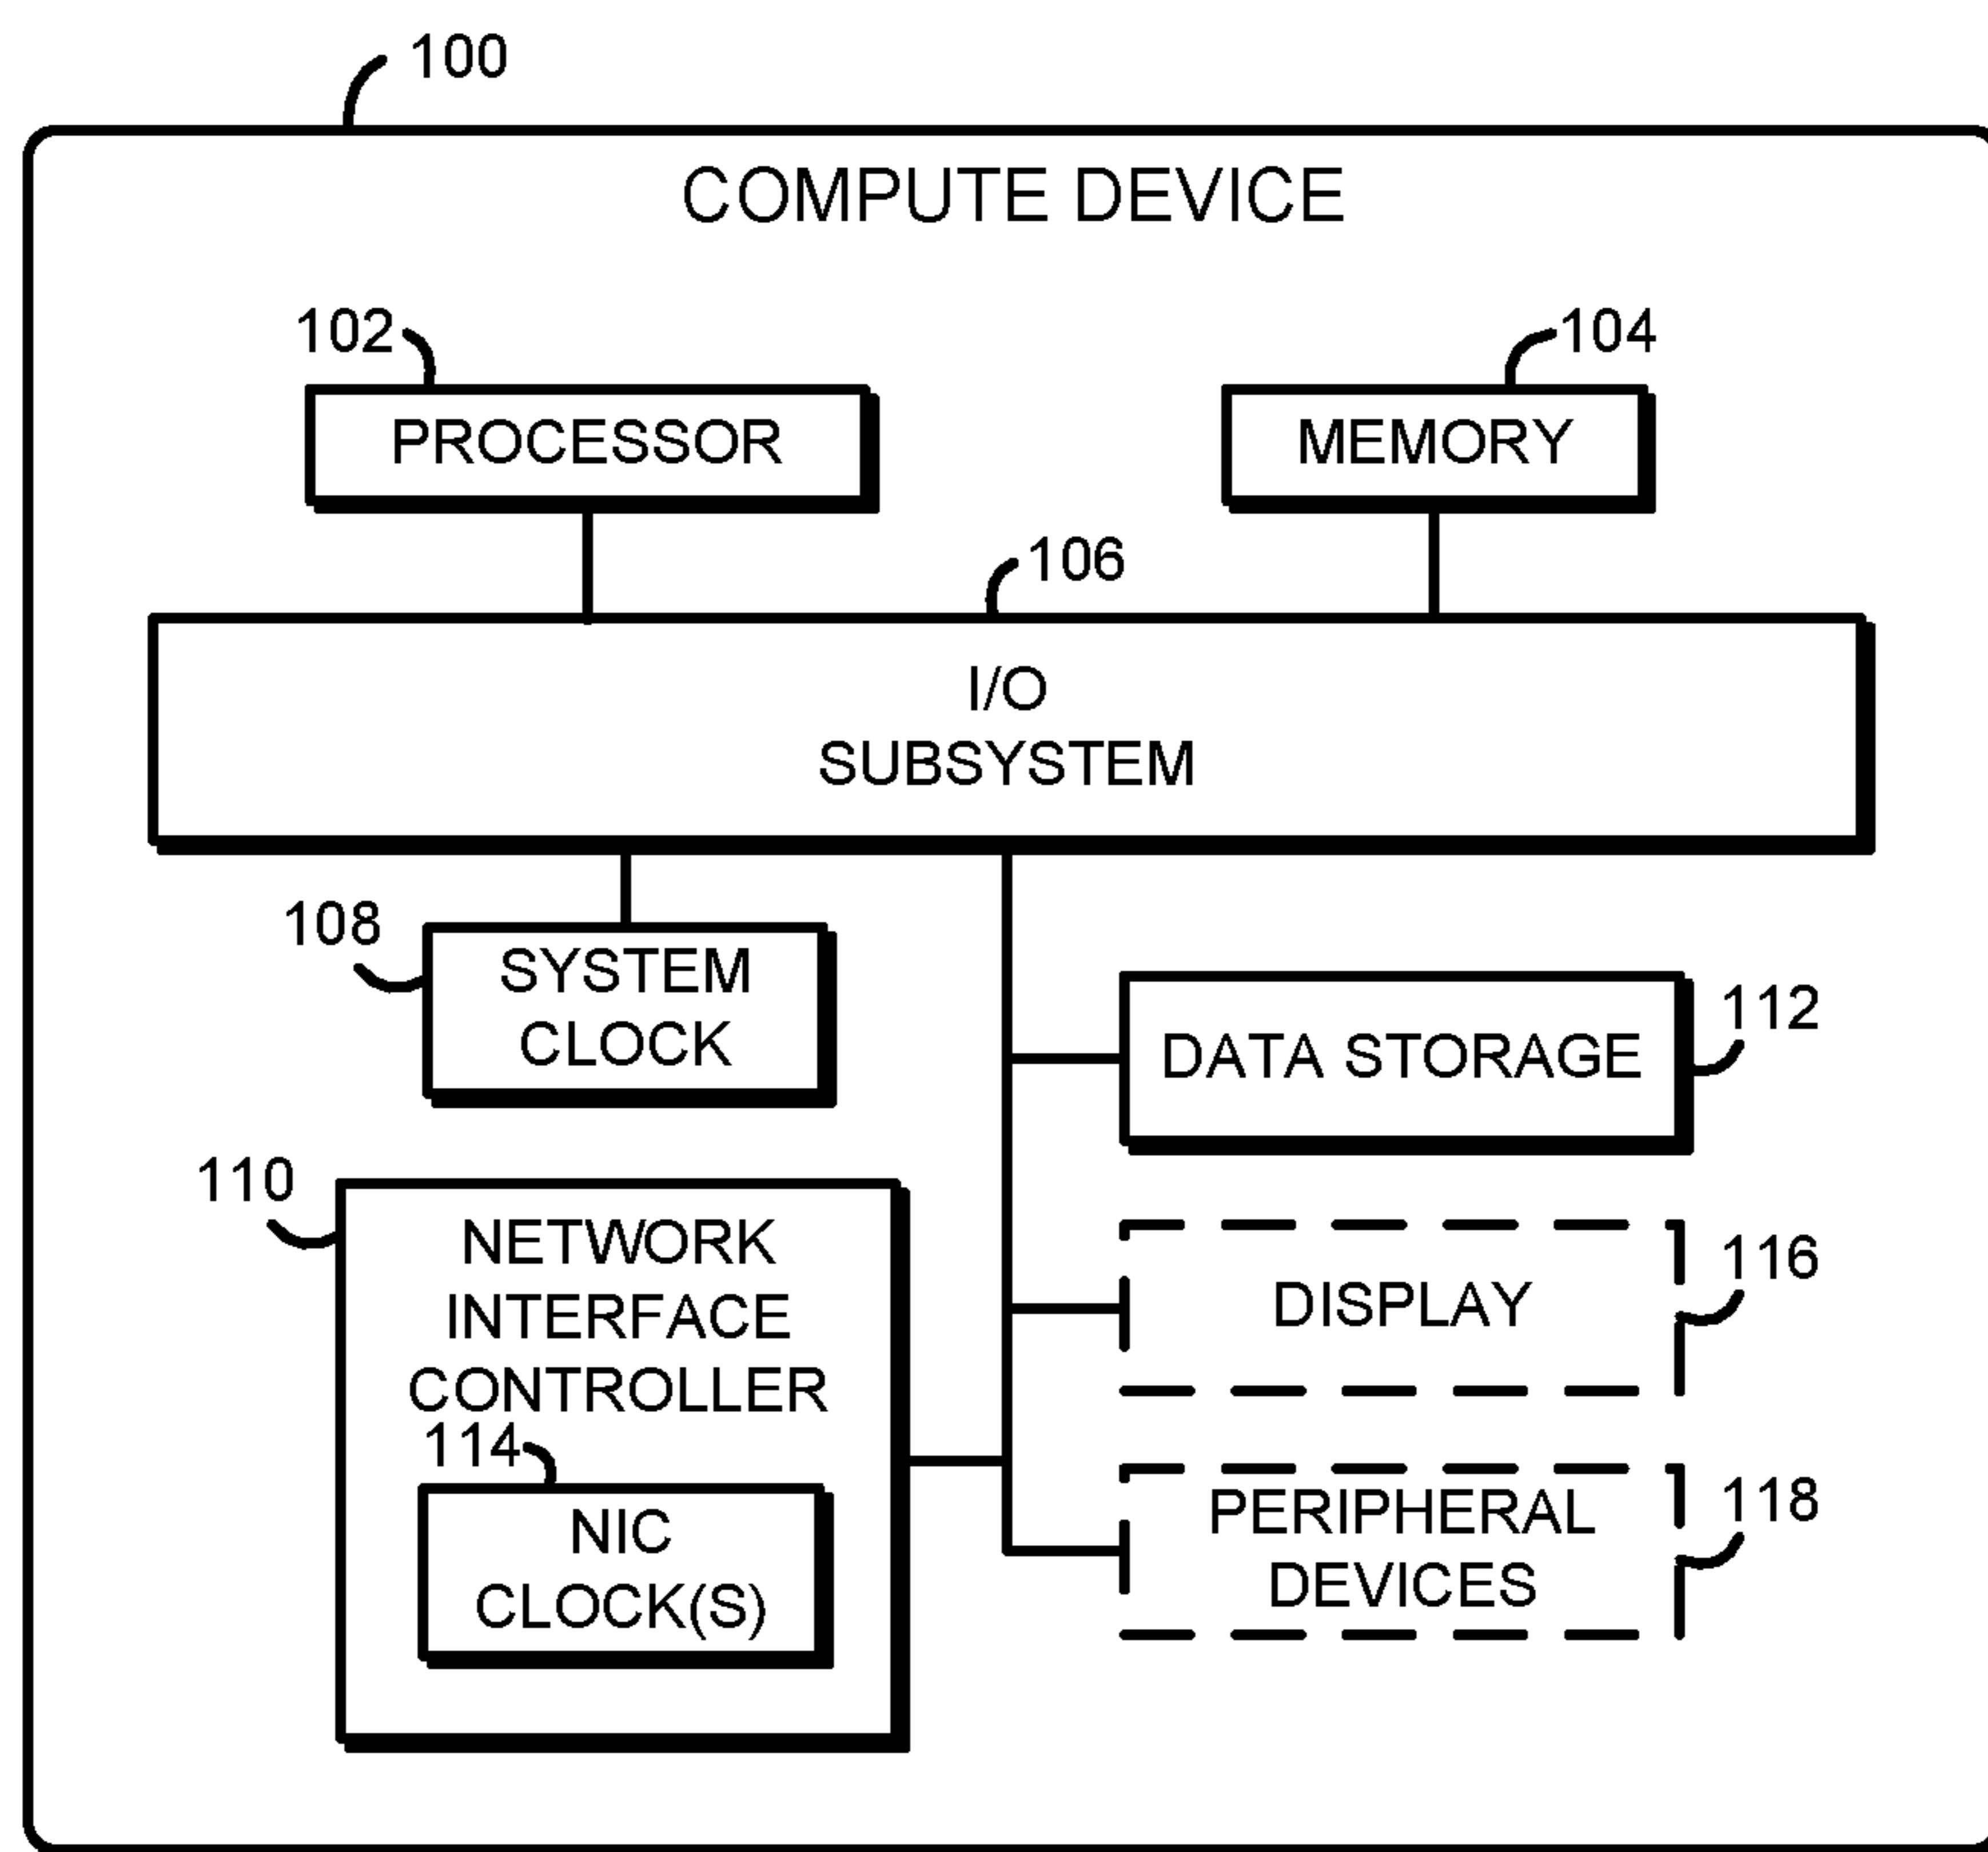 100
COMPUTE DEVICE
102
PROCESSOR
104
MEMORY
106
I/O
SUBSYSTEM
108
SYSTEM
CLOCK
112
DATA STORAGE
110
NETWORK
INTERFACE
CONTROLLER
114
NIC
CLOCK(S)
116
DISPLAY
118
PERIPHERAL
DEVICES